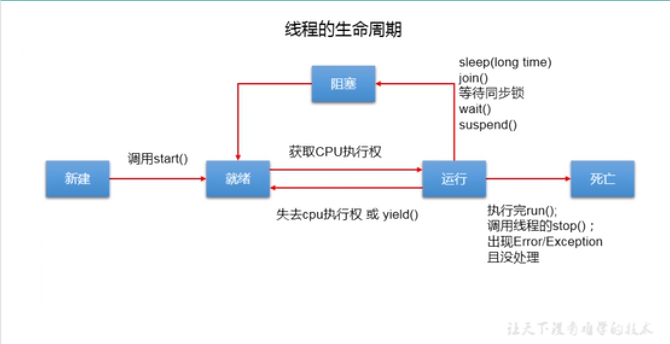 线程的生命周期
阻塞
sleep(long time)
join()
等待同步锁
wait()
suspend()
调用start()
获取CPU执行权
新建
就绪
运行
死亡
失去cpu执行权 或 yield()
执行完run();
调用线程的stop()；
出现Error/Exception
且没处理
让天下没有难学的技术